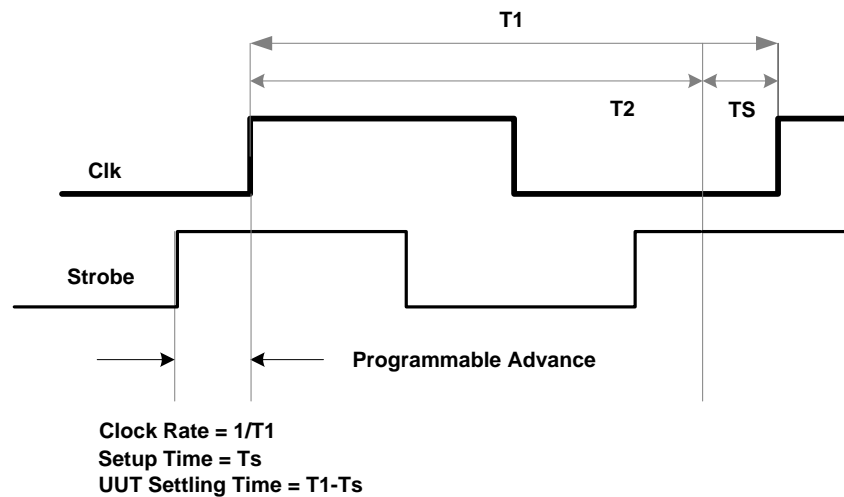 T1
T2 TS
Clk
Strobe
Programmable Advance
Clock Rate = 1/T1
Setup Time = Ts
UUT Settling Time = T1-Ts